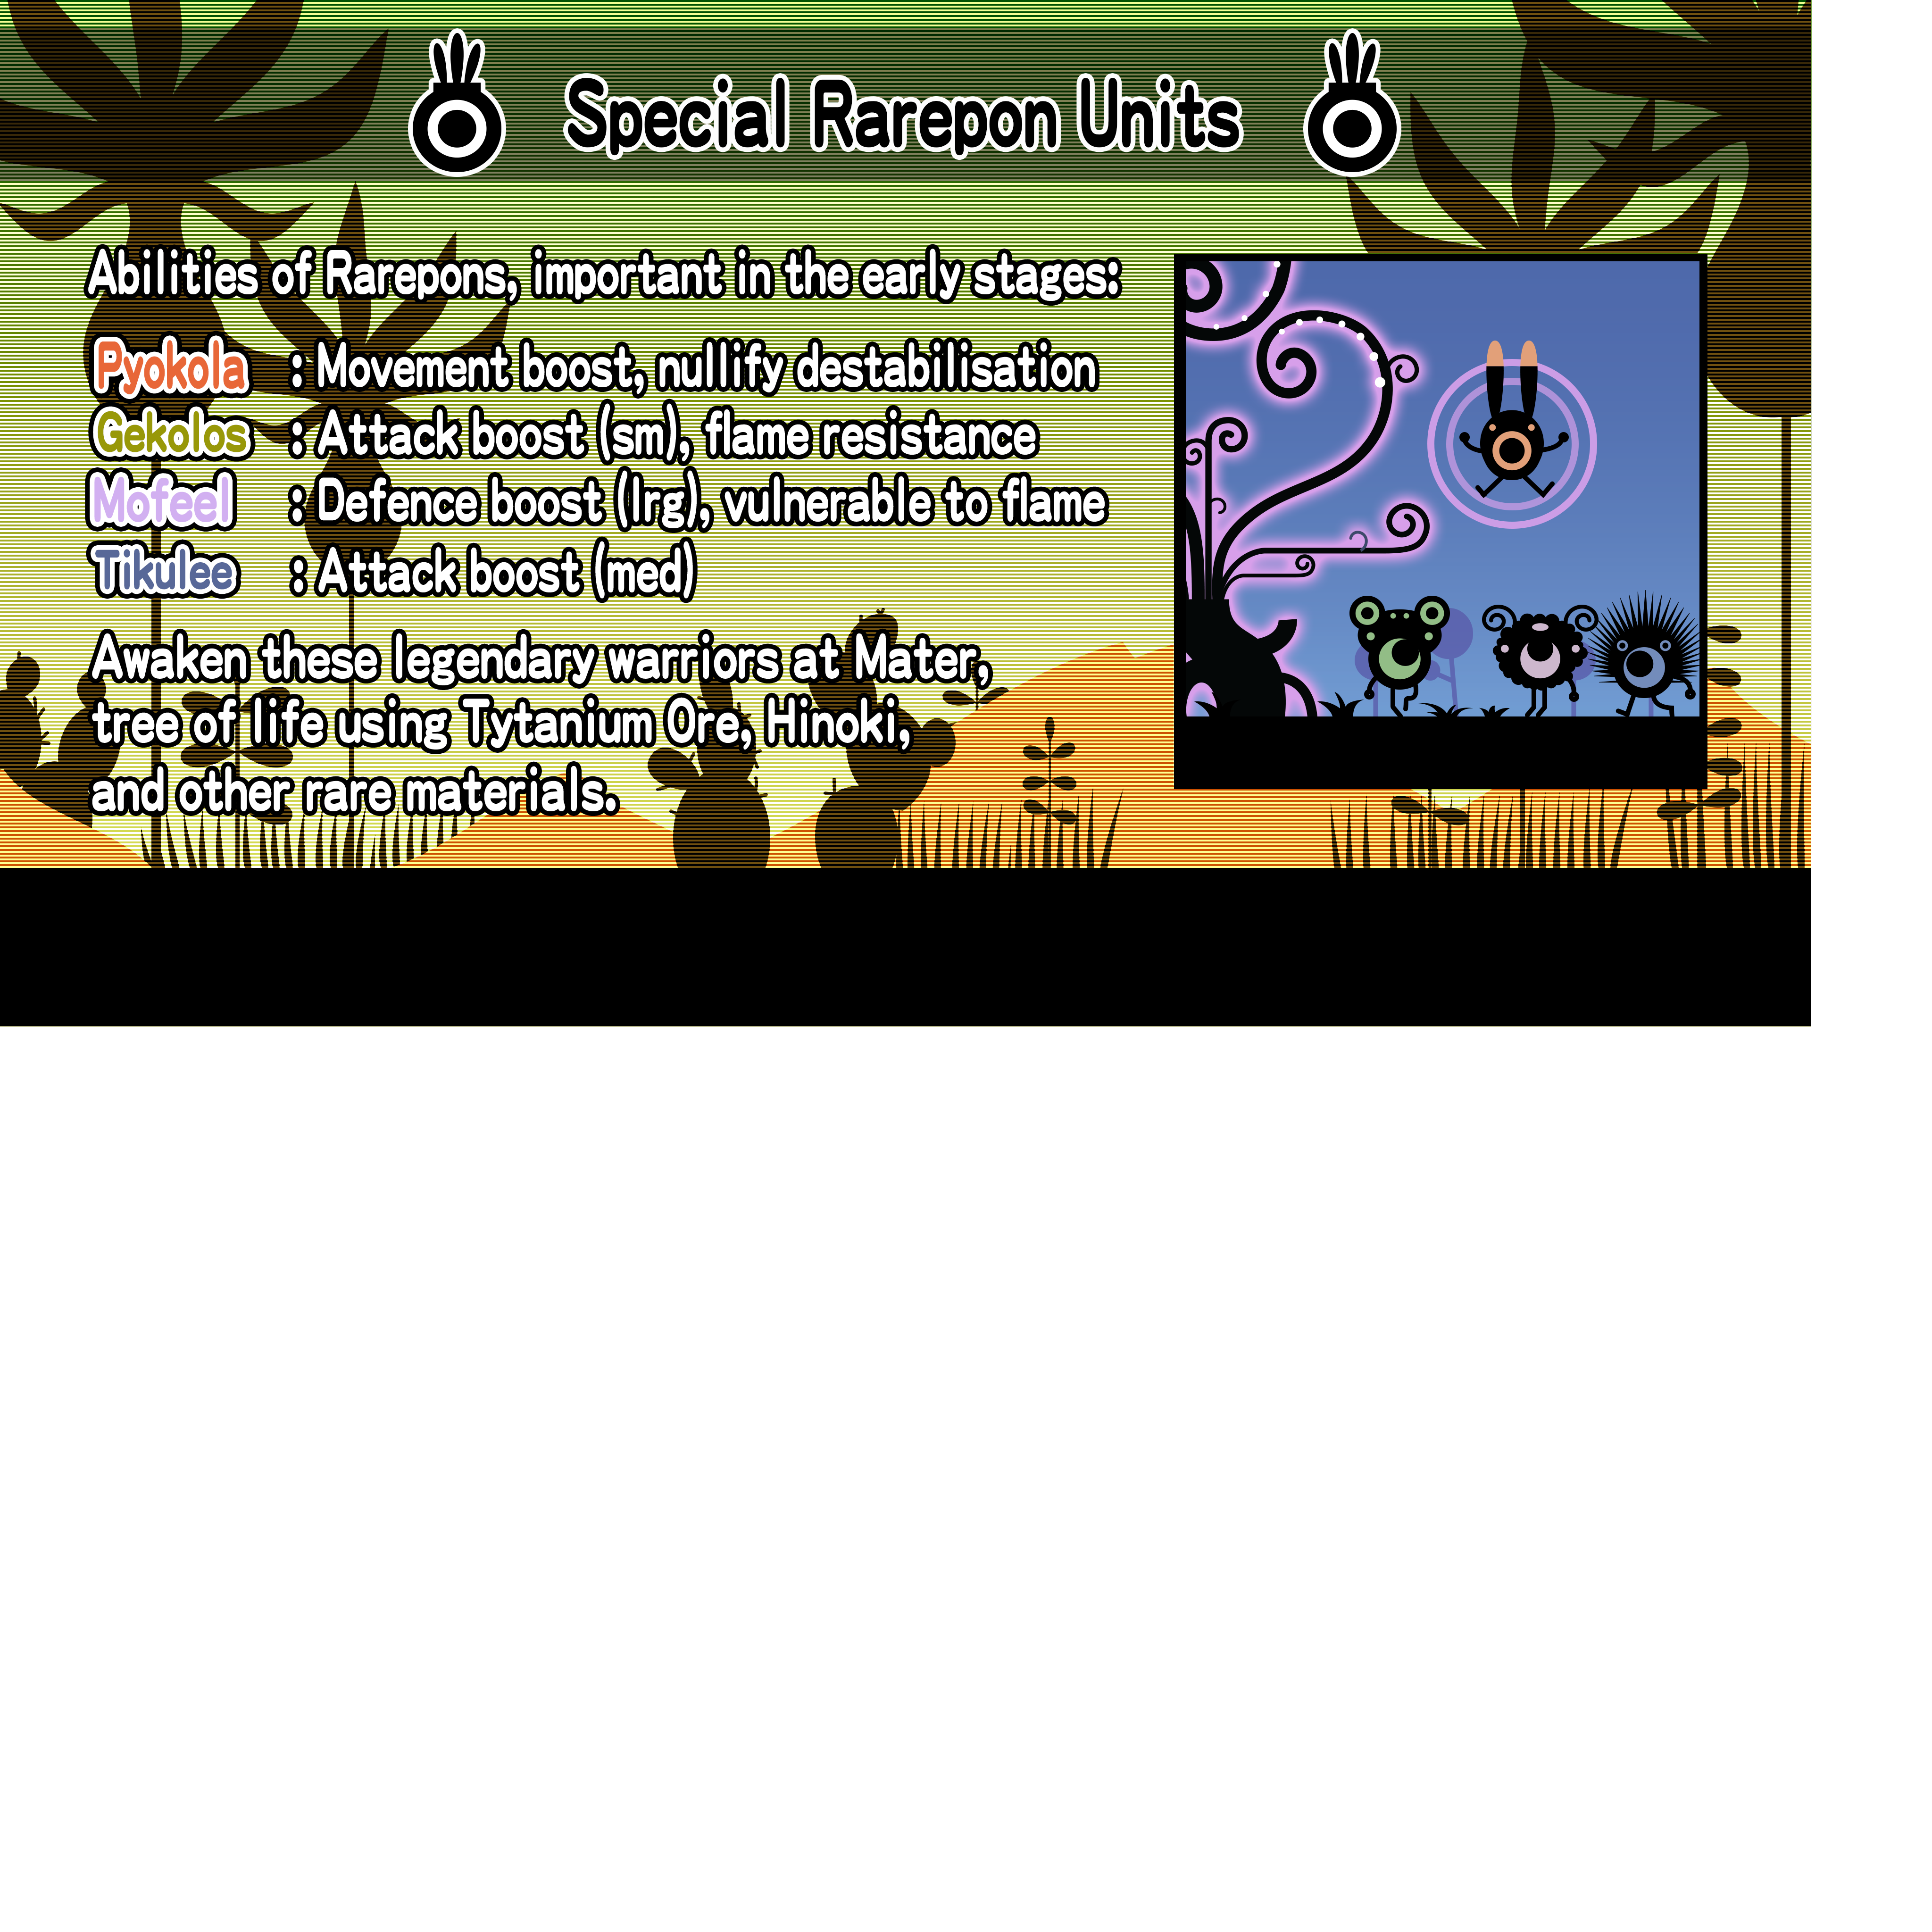 Special Rarepon Units
Abilities of Rarepons, important in the early stages:
Pyokola : Movement boost, nullify destabilisation
Gekolos : Attack boost (sm), flame resistance
Mofeel : Defence boost (lrg), vulnerable to flame
Tikulee : Attack boost (med)
Awaken these legendary warriors at Mater,
tree of life using Tytanium Ore, Hinoki,
and other rare materials.